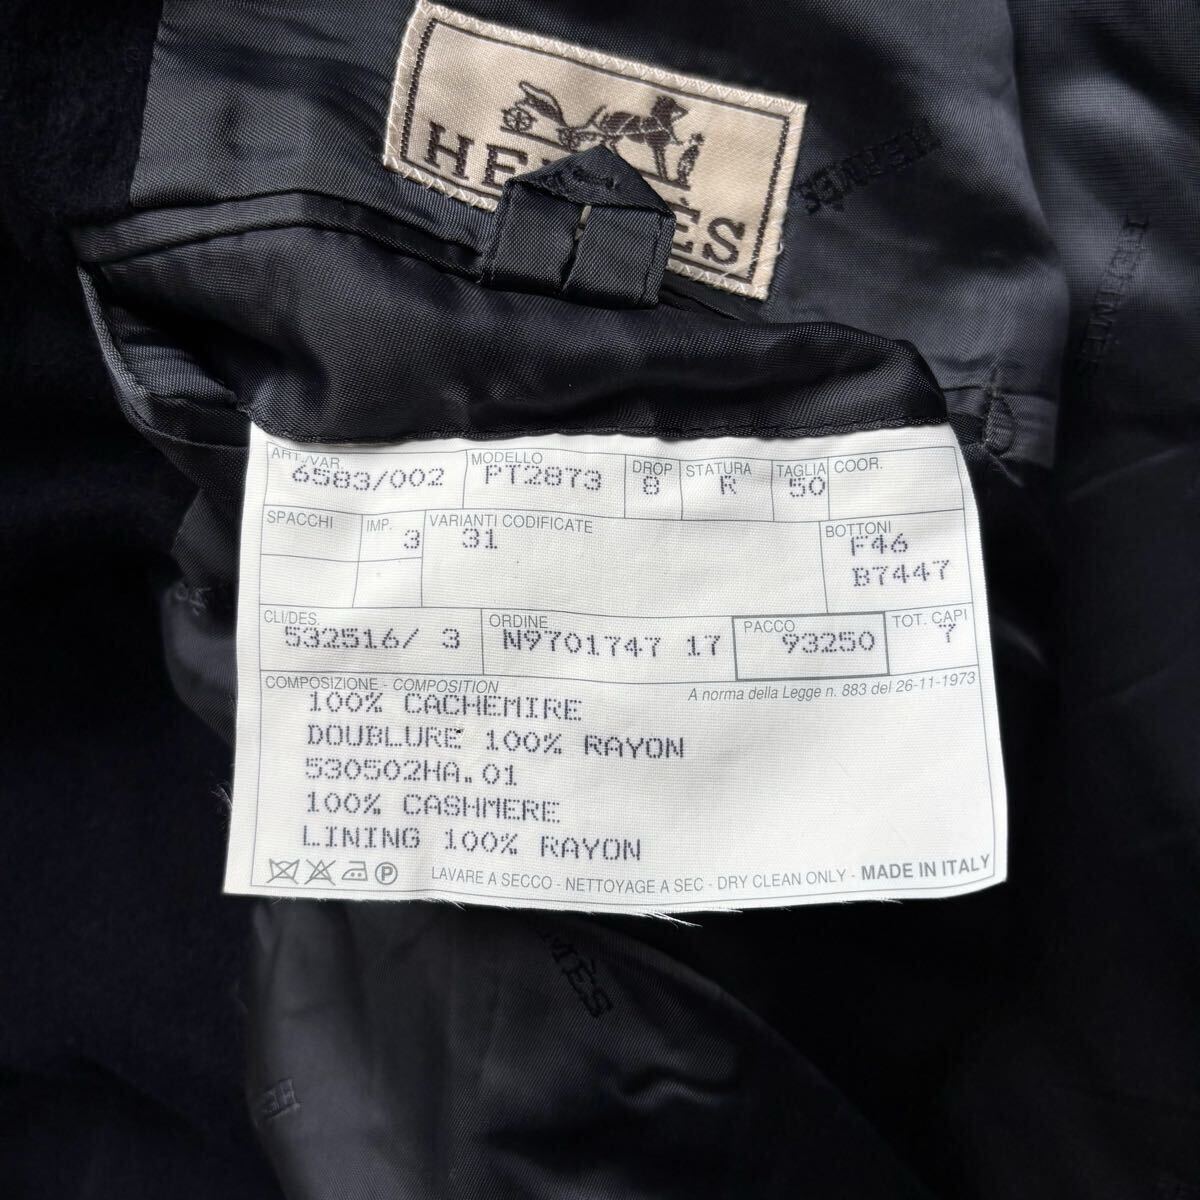 HERMÈS
HERMÈS
HERMÈS
ART./VAR. MODELLO DROP STATURA TAGLIA COOR.
6583/002 PT2873 8 R 50
SPACCHI IMP. VARIANTI CODIFICATE BOTTONI
3 31 F46
B7447
CLI/DES. ORDINE PACCO TOT. CAPI
532516/ 3 N9701747 17 93250 7
COMPOSIZIONE - COMPOSITION A norma della Legge n. 883 del 26-11-1973
100% CACHEMIRE
DOUBLURE 100% RAYON
530502HA.01
100% CASHMERE
LINING 100% RAYON
P LAVARE A SECCO - NETTOYAGE A SEC - DRY CLEAN ONLY - MADE IN ITALY